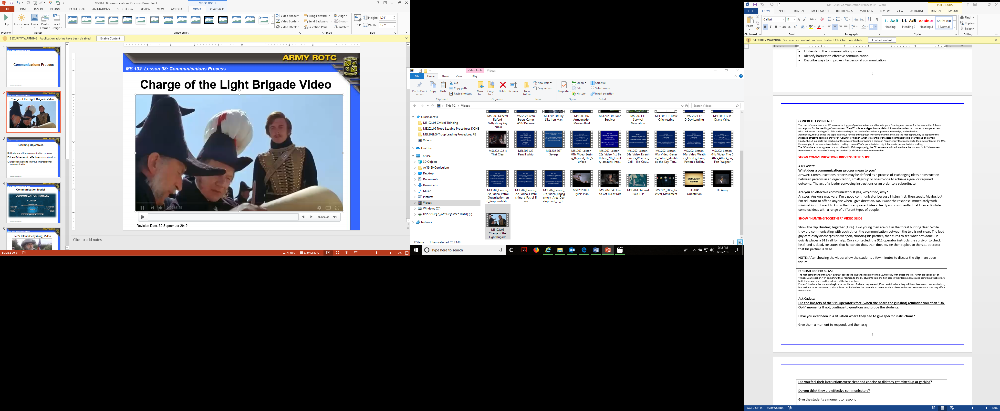 MS102L08 Commnications Process - PowerPoint
VIDEO TOOLS
FILE HOME INSERT DESIGN TRANSITIONS ANIMATIONS SLIDE SHOW REVIEW VIEW ACROBAT FORMAT PLAYBACK
Play
Corrections
Color
Poster Frame
Reset Design
Video Shape
Video Border
Video Effects
Bring Forward
Send Backward
Selection Pane
Align
Group
Rotate
Crop
Height: 4.94"
Width: 8.77"
Preview Adjust Video Styles Arrange Size
SECURITY WARNING Application add-ins have been disabled. Enable Content
1
Communications Process
2
ARMY ROTC
Charge of the Light Brigade Video
3
Learning Objectives
Understand the communication process
Identify barriers to effective communication
Describe ways to improve interpersonal
communication
4
Communication Model
COMMUNICATION PROCESS
CONTEXT
FEEDBACK
SENDER RECEIVER
NOISE
MESSAGE
5
Lee's Intent (Gettysburg) Video
ARMY ROTC
MS 102, Lesson 08: Communications Process
Charge of the Light Brigade Video
0:00 / 5:29
00:00.00
Revision Date: 30 September 2019
Click to add notes
SLIDE 2 OF 8 NOTES COMMENTS 102%
Video Tools Videos
File Home Share View Play
Pin to Quick access
Copy
Paste
Cut
Copy path
Paste shortcut
Move to
Copy to
Delete
Rename
New folder
New item
Easy access
Properties
Open
Edit
History
Select all
Select none
Invert selection
Clipboard Organize New Open Select
This PC > Videos
Search Videos
Quick access
MS102L06 Critical Thinking
MS202L05 Troop Leading Procedures DONE
MSL202L06 Troop Leading Procedures PE
Videos
OneDrive
This PC
3D Objects
AY19-20 Curriculum
Desktop
Documents
Downloads
Music
Pictures
Videos
Windows (C:)
USACCHQ (\\AC0HQA7XXA1B901) (I:)
Network
MSL202 General Buford Gettysburg Key Terrain
MSL202 Green Berets Camp A107 Defense
MSL202 L03 Fly Like Iron Man
MSL202 L07 Armageddon Mission Brief
MSL202 L07 Lone Survivor
MSL202 L11 Survival Navigation
MSL202 L12 Basic Orienteering
MSL202 L17 D-Day Landing
MSL202 L17 Ia Drang Valley
MSL202 L22 Is That Clear
MSL202 L22 Pencil Whip
MSL202 SGT Savage
MSL202_Lesson_01b_Video_Seeing_Beyond_The_Surface
MSL202_Lesson_02a_Video_1st_Battalion_7th_Cavalry_assaults_into...
MSL202_Lesson_04a_Video_Eisenhower's_Weather_Call_-_Ike_Cou...
MSL202_Lesson_04a_Video_General_Buford_Identifies_the_Key_Terr...
MSL202_Lesson_04a_Video_Weather_Effects_during_Patton's_Relief...
MSL202_Lesson_04b_Video_The_54th's_Attack_on_Fort_Wagner
MSL202_Lesson_05a_Video_Patrol_Organization_and_Responsibiliti...
MSL202_Lesson_05b_Video_Establishing_a_Patrol_Base
MSL202_Lesson_07a_Video_Engagement_Area_Development_to_D...
MSL202L03 LT Tylers Plan
MSL202L04 How to Get Rid of Dirt
MSL202L06 Great Raid TLP
MSL301_L05a_Tactical_Movement
SHARP Orientation
US Army
MS102L08 Charge of the Light Brigade
37 items 1 item selected 25.7 MB
Type here to search
2:12 PM
7/12/2019
MS102L08 Commnications Process LP - Word
TABLE TOOLS
FILE HOME INSERT DESIGN PAGE LAYOUT REFERENCES MAILINGS REVIEW VIEW ACROBAT DESIGN LAYOUT
Paste
Calibri 11
Heading 1
Heading 2
Heading 8
¶ Normal
Find
Replace
Select
Clipboard Font Paragraph Styles Editing
SECURITY WARNING Some active content has been disabled. Click for more details. Enable Content
• Understand the communication process
• Identify barriers to effective communication
• Describe ways to improve interpersonal communication
2
CONCRETE EXPERIENCE:
The concrete experience, or CE, serves as a trigger of past experience and knowledge, a focusing mechanism for the lesson that follows,
and support for the teaching of new content. The CE's role as a trigger is essential as it forces the students to connect the topic at hand
with their understanding of it. This understanding is the result of experience, previous knowledge, and reflection.
Additionally, the CE brings the topic into focus for the entire group. More importantly, the CE is the first opportunity to appeal to the
student's affective domain behavior of "valuing" or higher, which is essential if the lesson content is to be internalized or learned.
Finally, the CE supports the teaching of the new content by providing a common "experience" that connects to the new content of the GNI.
For example, if the lesson is on decision making, then a CE of a poor decision might illuminate proper decision making.
The CE can be a short vignette or short video clip. If done properly, the CE can create a situation where the student "pulls" the content
from the teacher instead of having the teacher "push" the content to the student.
SHOW COMMUNICATIONS PROCESS TITLE SLIDE
Ask Cadets:
What does a communications process mean to you?
Answer: Communications process may be defined as a process of exchanging ideas or instruction
between persons in an organization, small group or one-to-one to achieve a goal or required
outcome. The act of a leader conveying instructions or an order to a subordinate.
Are you an effective communicator? If yes, why? If no, why?
Answer: Answers may vary. I'm a good communicator because I listen first, then speak. Maybe, but
I'm reluctant to offend anyone when I give direction. No. I want the response immediately with
minimal input. I want to know that I can present ideas clearly and confidently, that I can articulate
complex ideas with a range of different types of people.
SHOW "HUNTING TOGETHER" VIDEO SLIDE
Show the clip Hunting Together (1:06). Two young men are out in the forest hunting deer. While
they are communicating with each other, the communication between the two is not clear. The lead
guy carelessly discharges his weapon, shooting his partner, then turns to see what he's done. He
quickly places a 911 call for help. Once contacted, the 911 operator instructs the survivor to check if
his friend is dead. He states that he can do that, then does so. He then replies to the 911 operator
that his partner is dead.
NOTE: After showing the video; allow the students a few minutes to discuss the clip in an open
forum.
PUBLISH and PROCESS:
The first component of the P&P, publish, solicits the student's reaction to the CE, typically with questions like, "what did you see?" or
"what's your reaction?" In publishing their reaction to the CE, students take the first step in their learning by saying something that reflects
both their experience and knowledge of the topic at hand.
Process" is where the students begin a reconciliation of where they are and, if successful, where they will be at lesson end. Not so obvious,
but perhaps more important, is that this reconciliation has the potential to reveal student biases and other preconceptions that may affect
the learning.
Ask Cadets:
Did the imagery of the 911 Operator's face (when she heard the gunshot) reminded you of an "Uh-
Ooh" moment? If not, continue to questions and probe the students.
Have you ever been in a situation where they had to give specific instructions?
Give them a moment to respond, and then ask;
3
Did you feel their instructions were clear and concise or did they get mixed up or garbled?
Do you think they are effective communicators?
Give the students a moment to respond.
PAGE 2 OF 15 5530 WORDS 100%